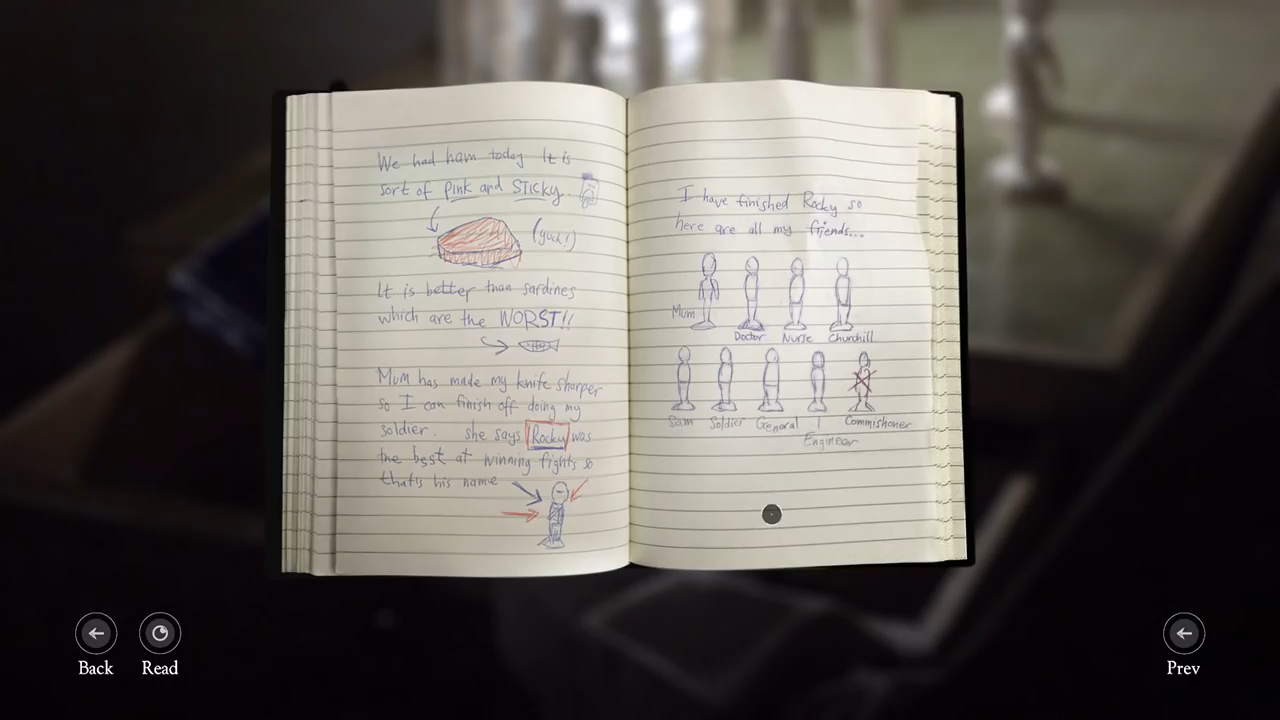 We had ham today It is
sort of pink and STICKY.
(yuck!)
It is better than sardines
which are the WORST!!
Mum has made my knife sharper
so I can finish off doing my
soldier. she says Rocky was
the best at winning fights so
that's his name
I have finished Rocky so
here are all my friends...
Mum
Doctor Nurse Churchill
Sam Soldier General Commishoner
Engineer
Back Read
Prev